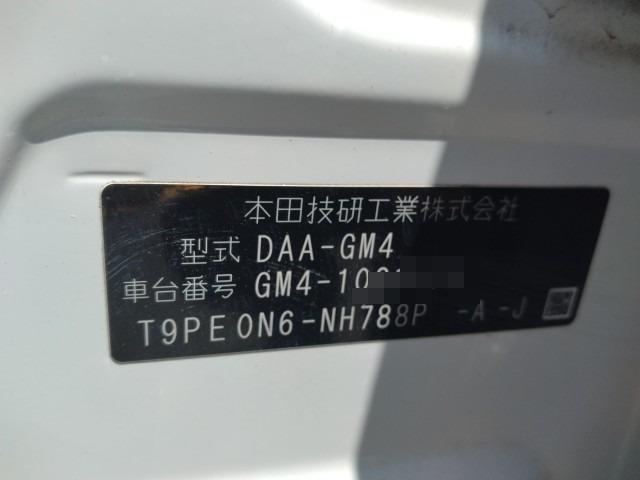 本田技研工業株式会社
型式 DAA-GM4
車台番号 GM4-10
T9PE0N6-NH788P -A -J